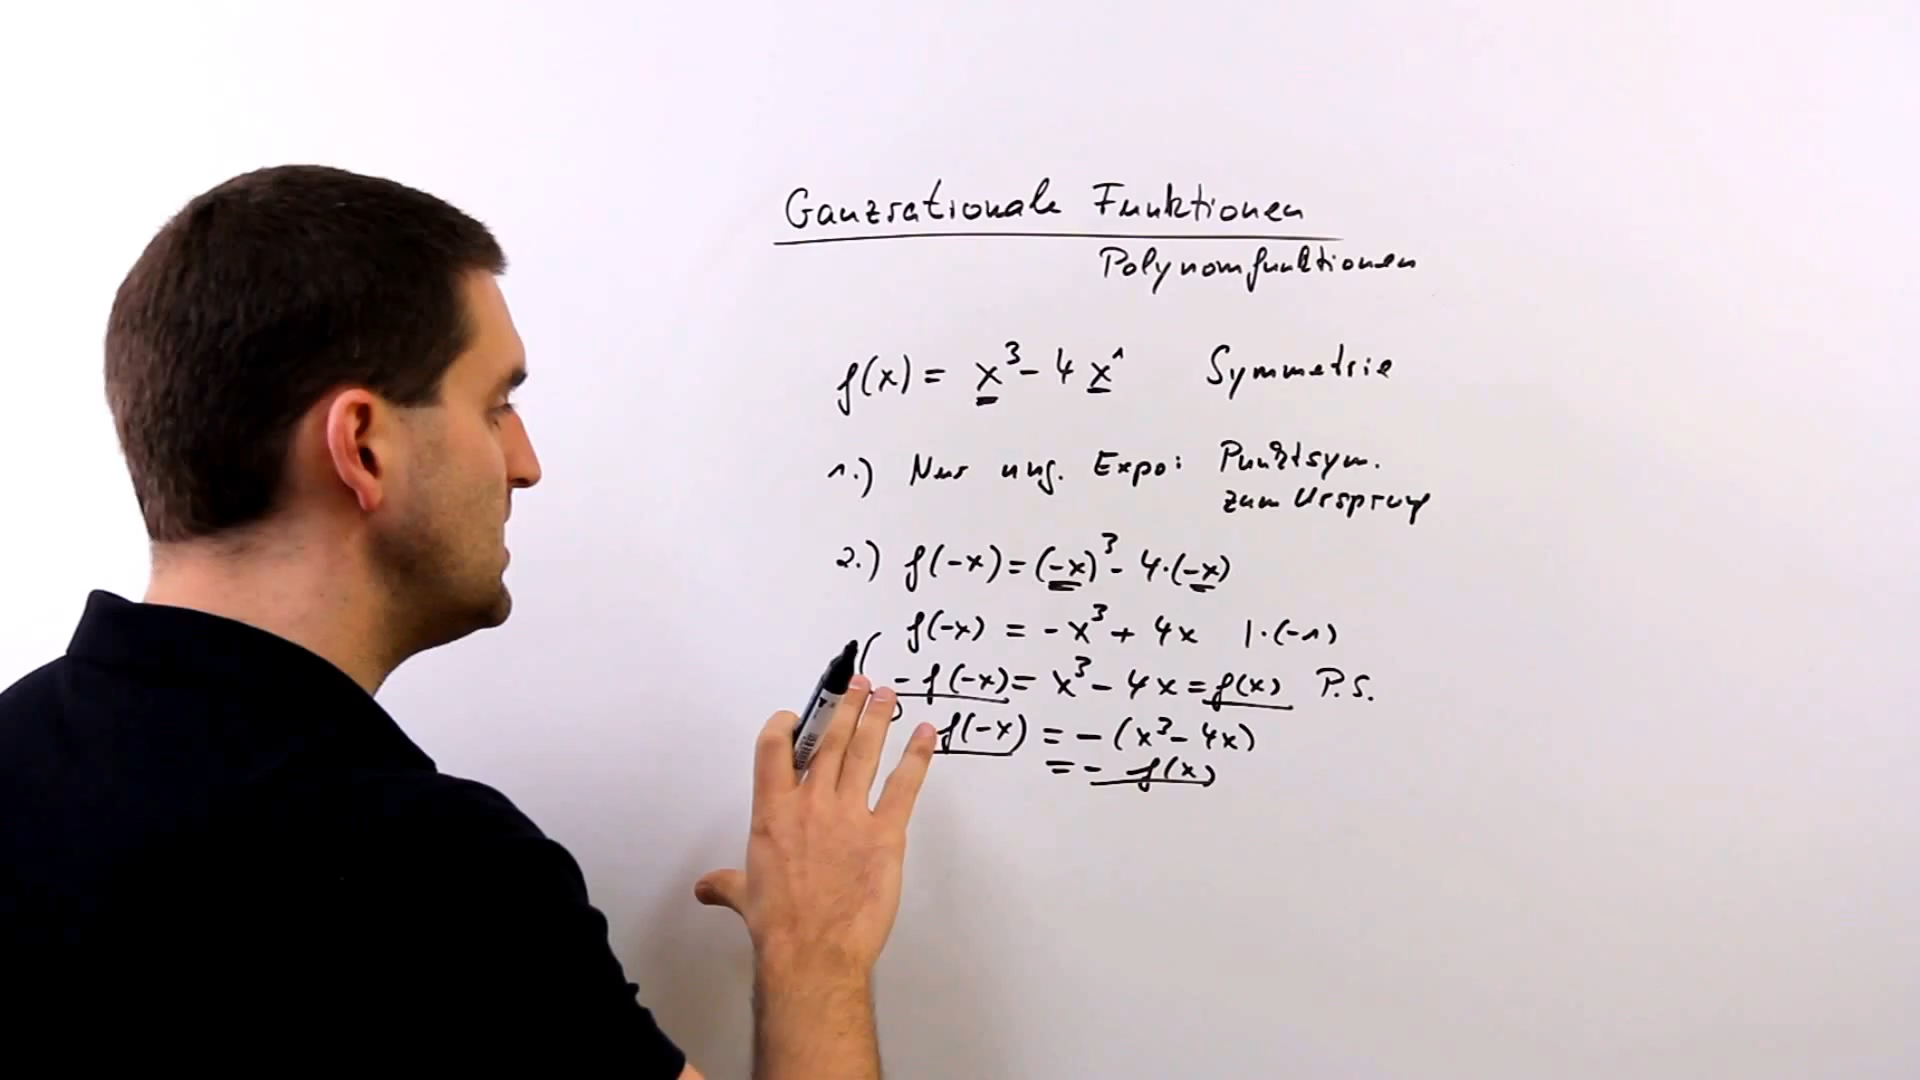 Ganzrationale Funktionen
Polynomfunktionen
f(x) = x³ - 4x¹ Symmetrie
1.) Nur ung. Expo: Punktsym.
zum Ursprung
2.) f(-x) = (-x)³ - 4·(-x)
f(-x) = -x³ + 4x |·(-1)
- f(-x) = x³ - 4x = f(x) P.S.
f(-x) = -(x³ - 4x)
= - f(x)